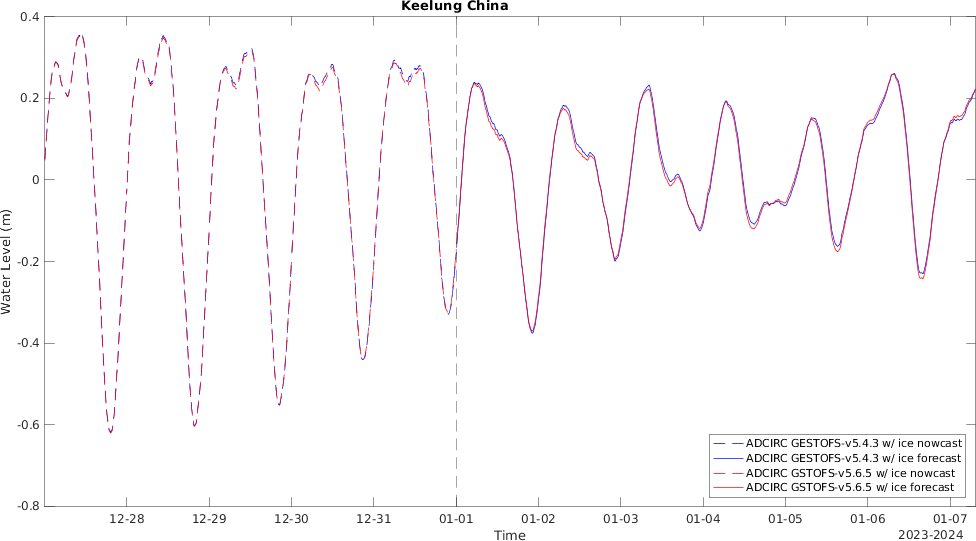 Keelung China
0.4
0.2
0
-0.2
-0.4
-0.6
-0.8
Water Level (m)
12-28 12-29 12-30 12-31 01-01 01-02 01-03 01-04 01-05 01-06 01-07
Time
2023-2024
ADCIRC GESTOFS-v5.4.3 w/ ice nowcast
ADCIRC GESTOFS-v5.4.3 w/ ice forecast
ADCIRC GSTOFS-v5.6.5 w/ ice nowcast
ADCIRC GSTOFS-v5.6.5 w/ ice forecast